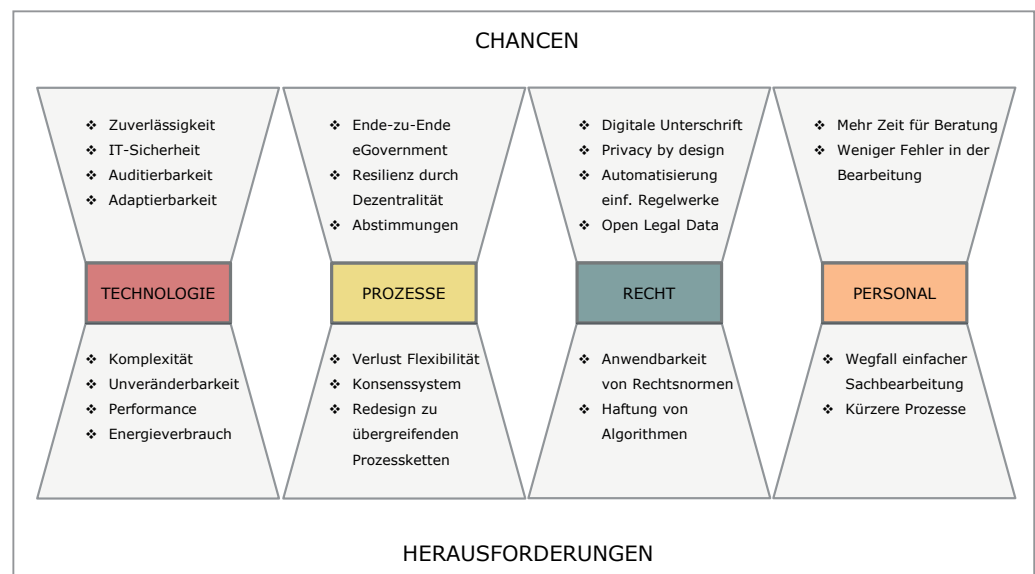 CHANCEN
❖ Zuverlässigkeit
❖ IT-Sicherheit
❖ Auditierbarkeit
❖ Adaptierbarkeit
❖ Ende-zu-Ende
eGovernment
❖ Resilienz durch
Dezentralität
❖ Abstimmungen
❖ Digitale Unterschrift
❖ Privacy by design
❖ Automatisierung
einf. Regelwerke
❖ Open Legal Data
❖ Mehr Zeit für Beratung
❖ Weniger Fehler in der
Bearbeitung
TECHNOLOGIE
PROZESSE
RECHT
PERSONAL
❖ Komplexität
❖ Unveränderbarkeit
❖ Performance
❖ Energieverbrauch
❖ Verlust Flexibilität
❖ Konsenssystem
❖ Redesign zu
übergreifenden
Prozessketten
❖ Anwendbarkeit
von Rechtsnormen
❖ Haftung von
Algorithmen
❖ Wegfall einfacher
Sachbearbeitung
❖ Kürzere Prozesse
HERAUSFORDERUNGEN